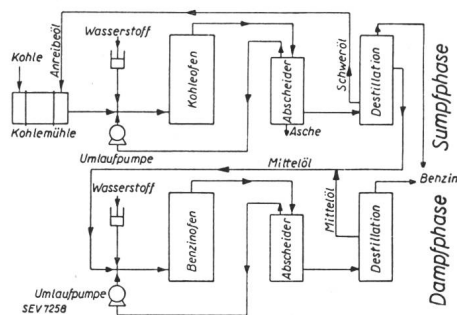 Wasserstoff
Kohle
Anreibeöl
Kohlemühle
Kohleofen
Abscheider
Asche
Schweröl
Destillation
Sumpfphase
Umlaufpumpe
Mittelöl
Benzin
Wasserstoff
Benzinofen
Abscheider
Mittelöl
Destillation
Dampfphase
Umlaufpumpe
SEV 7258